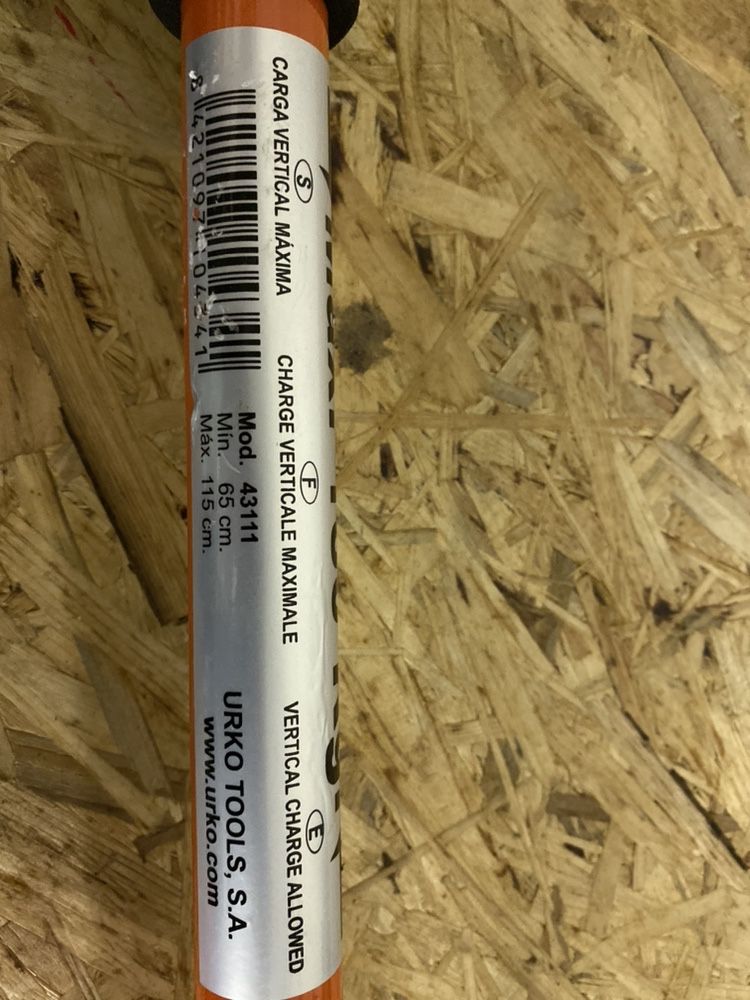 S
CARGA VERTICAL MÁXIMA
F
CHARGE VERTICALE MAXIMALE
E
VERTICAL CHARGE ALLOWED
Mod. 43111
Mín. 65 cm.
Máx. 115 cm.
URKO TOOLS, S.A.
www.urko.com